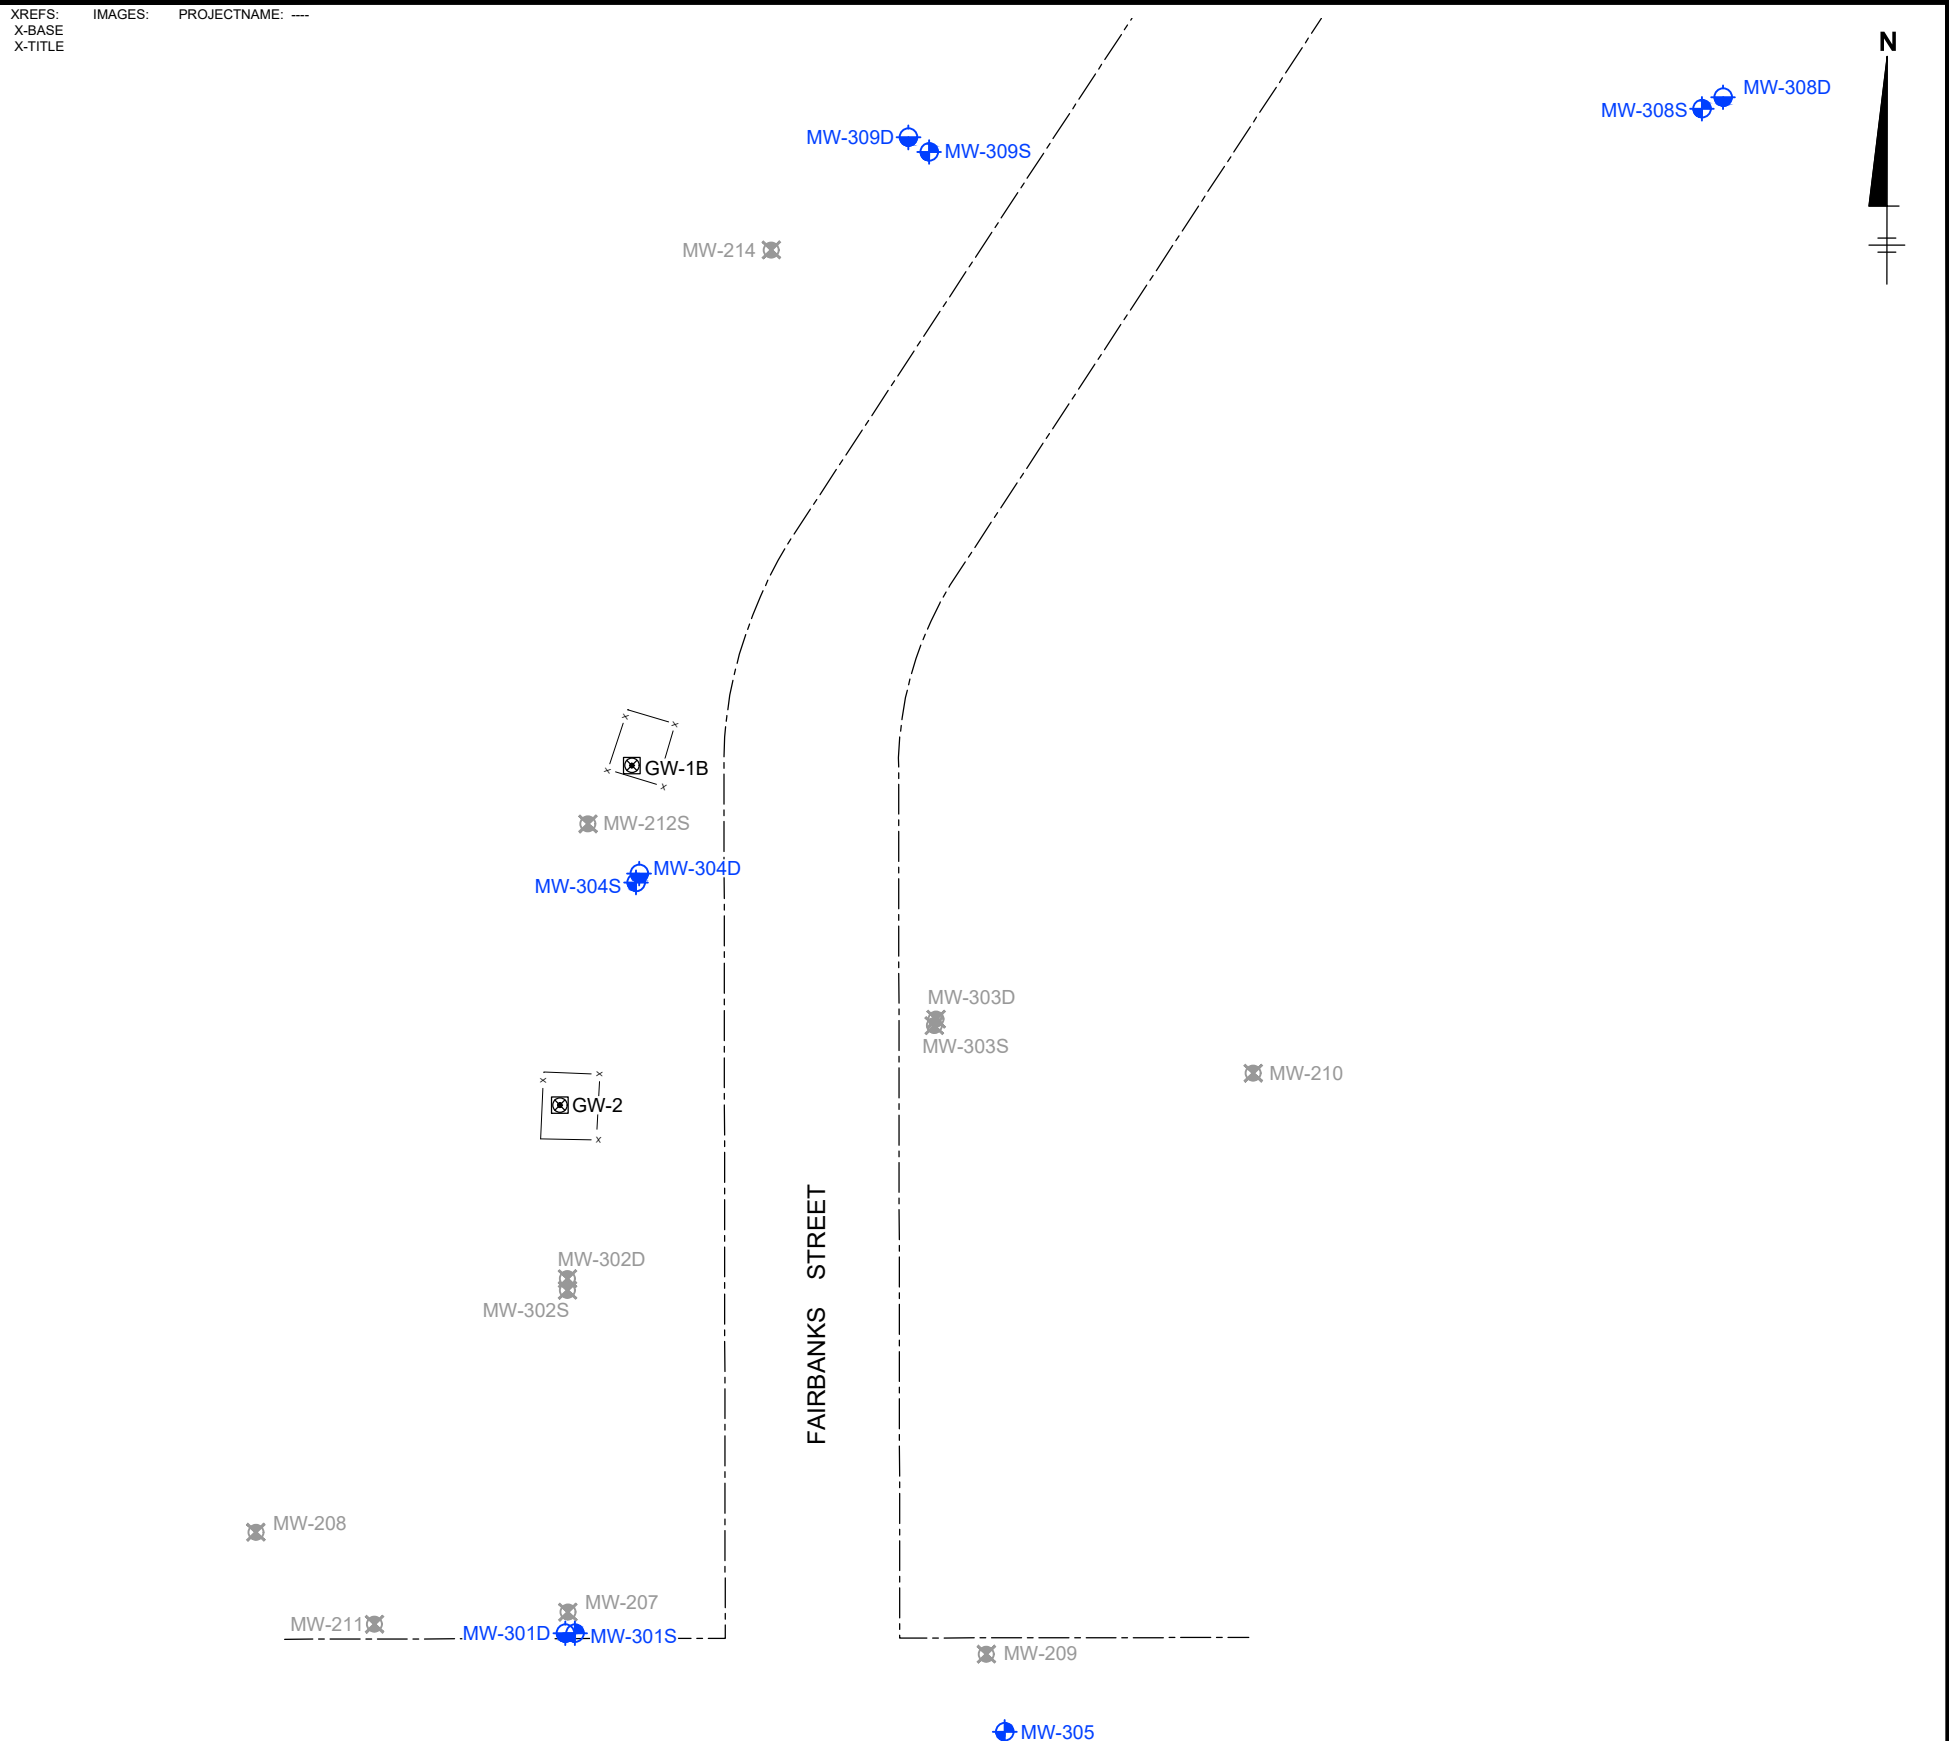 XREFS: IMAGES: PROJECTNAME: ----
X-BASE
X-TITLE
N
MW-308D
MW-308S
MW-309D
MW-309S
MW-214
GW-1B
MW-212S
MW-304D
MW-304S
MW-303D
MW-303S
MW-210
GW-2
FAIRBANKS STREET
MW-302D
MW-302S
MW-208
MW-207
MW-211
MW-301D
MW-301S
MW-209
MW-305